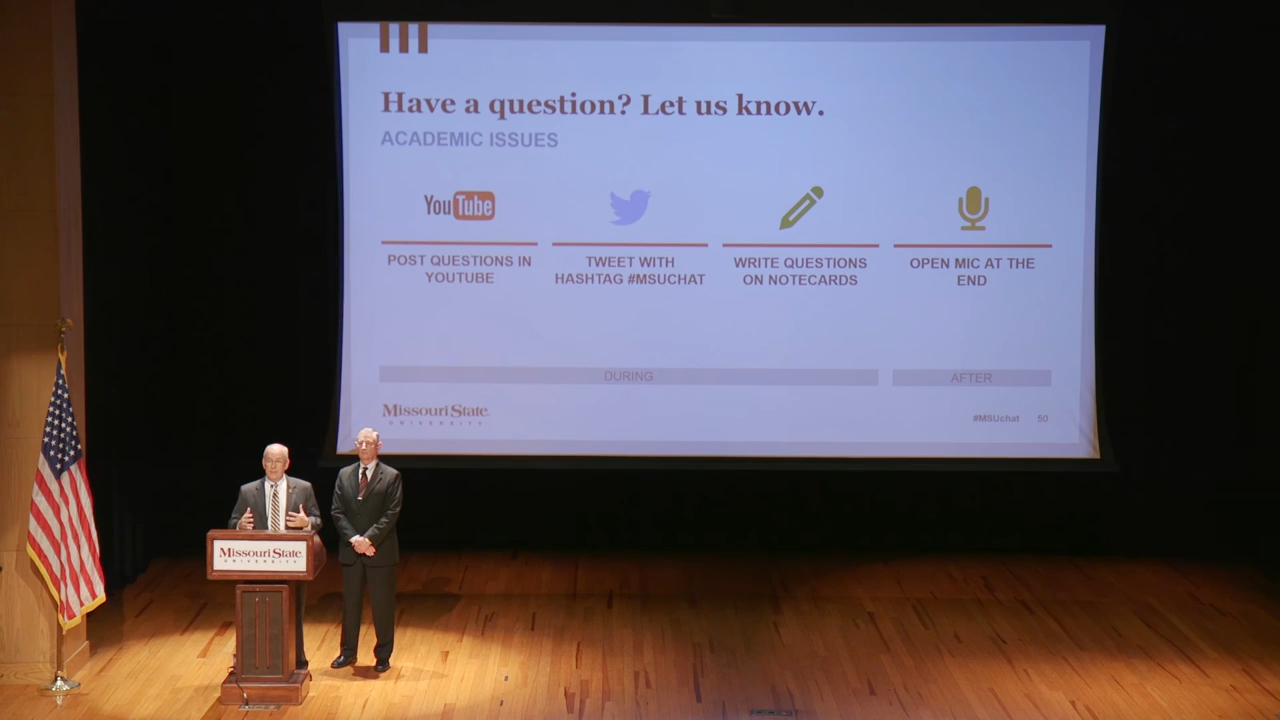 Have a question? Let us know.
ACADEMIC ISSUES
YouTube
POST QUESTIONS IN
YOUTUBE
TWEET WITH
HASHTAG #MSUCHAT
WRITE QUESTIONS
ON NOTECARDS
OPEN MIC AT THE
END
DURING
AFTER
Missouri State
UNIVERSITY
#MSUchat 50
Missouri State
UNIVERSITY